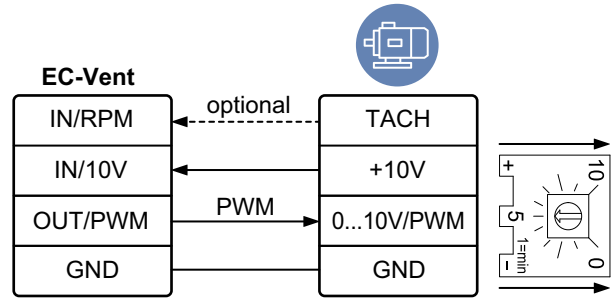 EC-Vent
IN/RPM
optional
TACH
IN/10V
+10V
OUT/PWM
PWM
0...10V/PWM
GND
GND
+
10
5
1=min
-
0